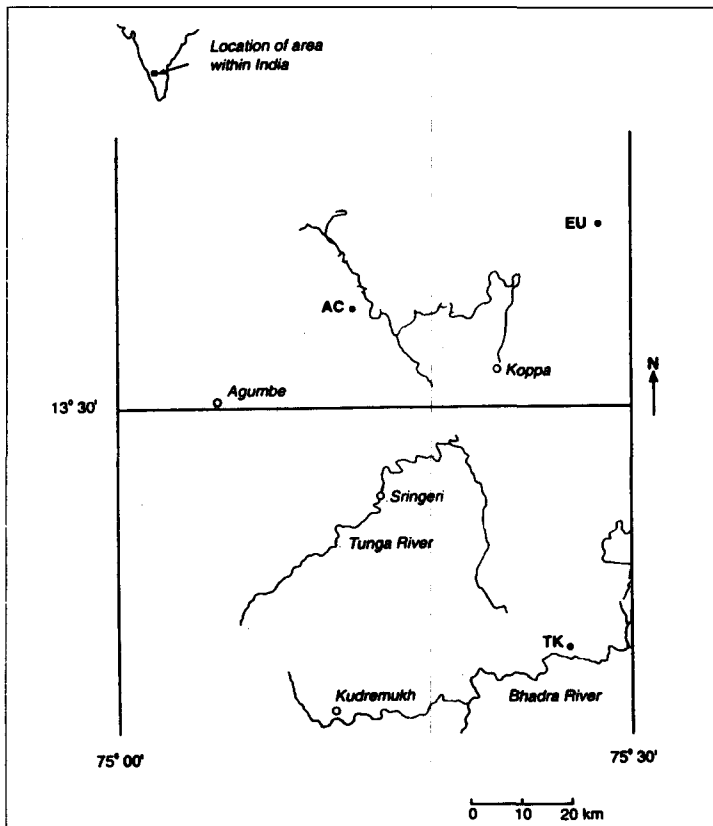 Location of area
within India
EU
AC
Koppa
N
Agumbe
13° 30'
Sringeri
Tunga River
TK
Kudremukh
Bhadra River
75° 00'
75° 30'
0 10 20 km